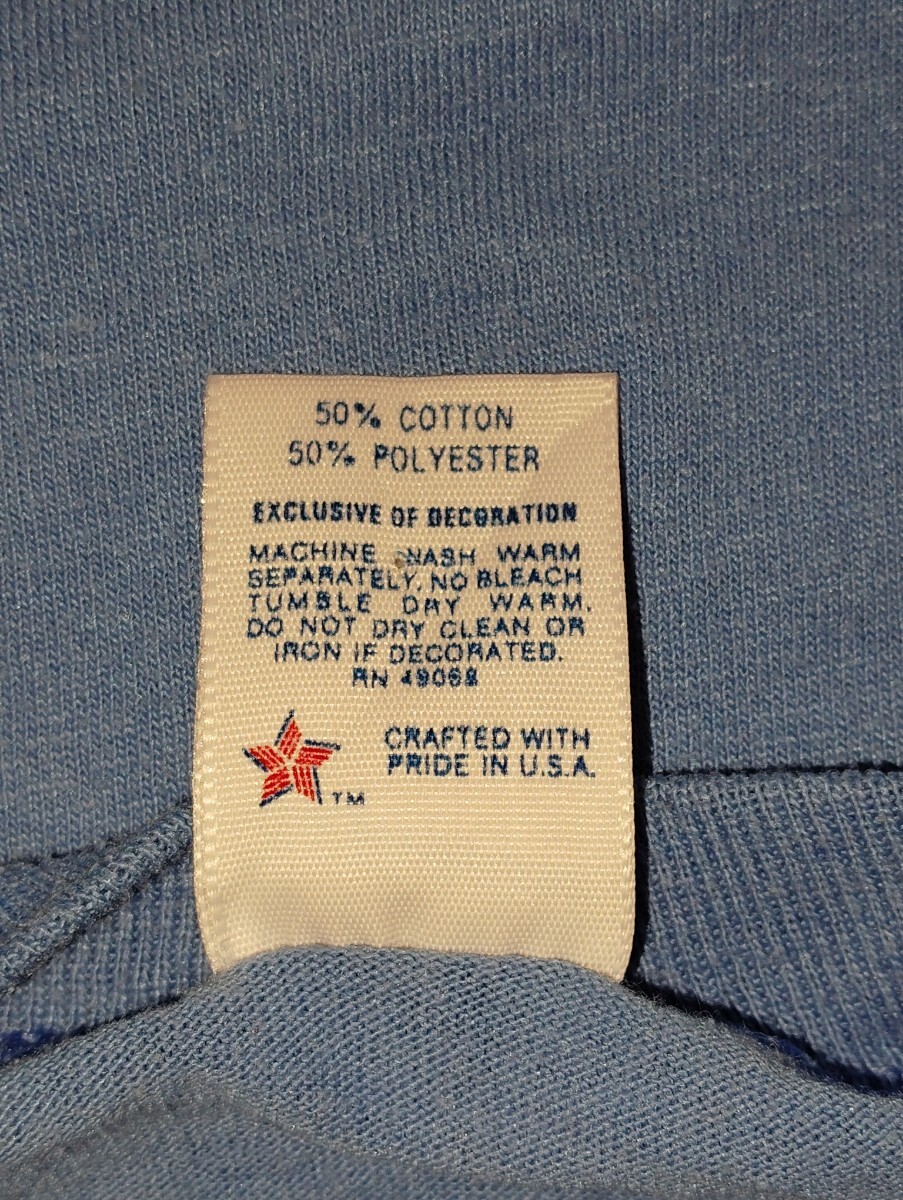 50% COTTON
50% POLYESTER
EXCLUSIVE OF DECORATION
MACHINE WASH WARM
SEPARATELY. NO BLEACH
TUMBLE DRY WARM.
DO NOT DRY CLEAN OR
IRON IF DECORATED.
RN
CRAFTED WITH
PRIDE IN U.S.A.
TM